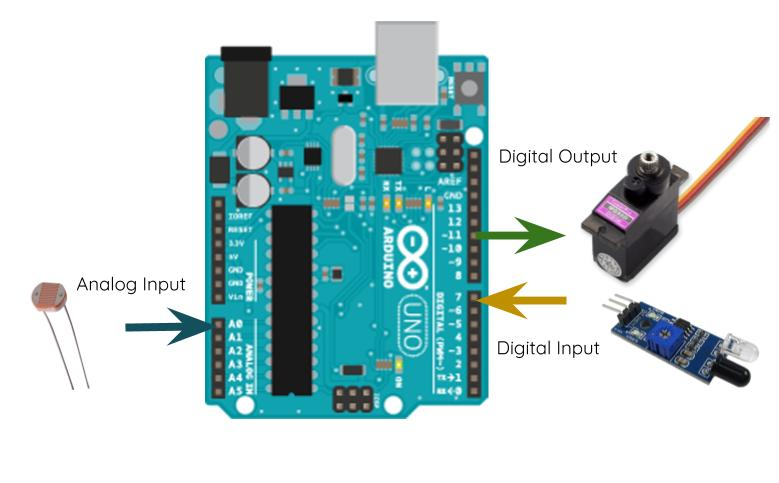 RESET
Digital Output
AREF
GND
13
12
~11
~10
~9
8
RX
TX
ARDUINO
UNO
IOREF
RESET
3.3V
5V
GND
GND
Vin
POWER
Analog Input
A0
A1
A2
A3
A4
A5
ANALOG IN
DIGITAL (PWM~)
7
~6
~5
4
~3
2
TX→1
RX←0
Digital Input
ON
ICSP